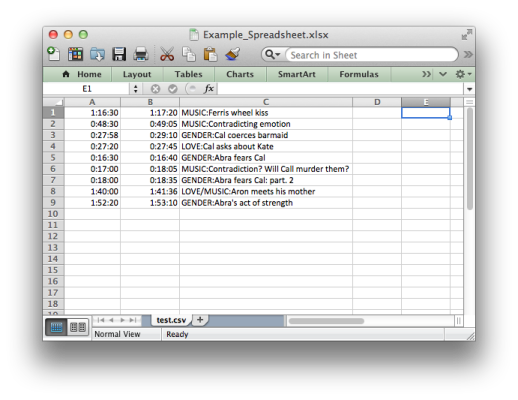 Example_Spreadsheet.xlsx
Search in Sheet
Home Layout Tables Charts SmartArt Formulas
E1 fx
A B C D E
1 1:16:30 1:17:20 MUSIC:Ferris wheel kiss
2 0:48:30 0:49:05 MUSIC:Contradicting emotion
3 0:27:58 0:29:10 GENDER:Cal coerces barmaid
4 0:27:20 0:27:45 LOVE:Cal asks about Kate
5 0:16:30 0:16:40 GENDER:Abra fears Cal
6 0:17:00 0:18:05 MUSIC:Contradiction? Will Call murder them?
7 0:18:00 0:18:35 GENDER:Abra fears Cal: part. 2
8 1:40:00 1:41:36 LOVE/MUSIC:Aron meets his mother
9 1:52:20 1:53:10 GENDER:Abra's act of strength
10
11
12
13
14
15
16
17
18
19
test.csv
Normal View Ready